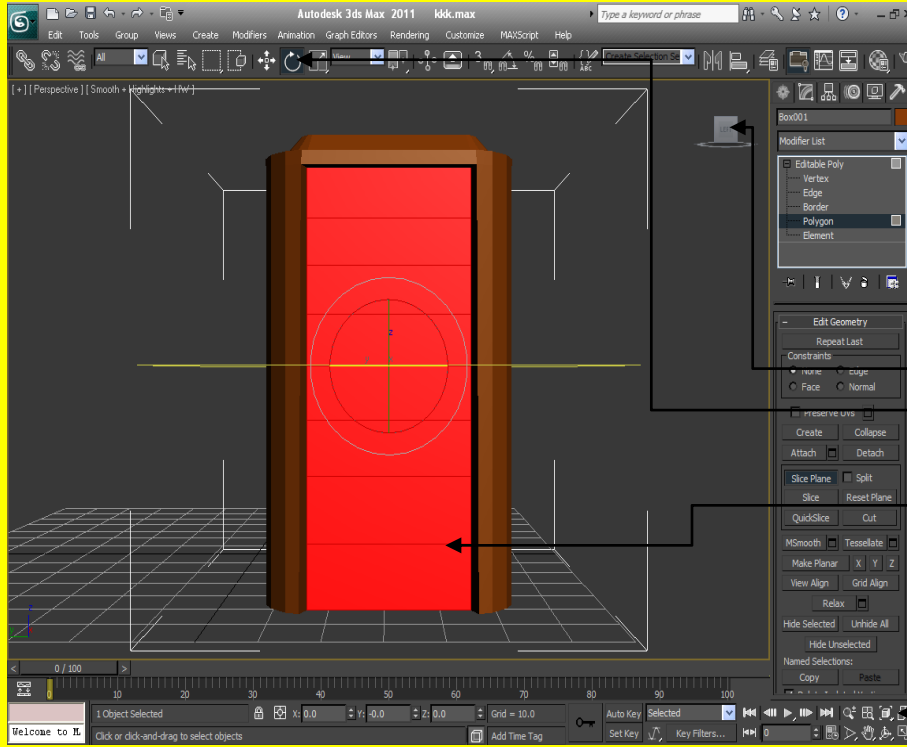 Autodesk 3ds Max 2011 kkk.max
Type a keyword or phrase
Edit Tools Group Views Create Modifiers Animation Graph Editors Rendering Customize MAXScript Help
All View 3 % ABC Create Selection Se
[ + ] [ Perspective ] [ Smooth + Highlights + HW ]
Box001
Modifier List
Editable Poly
Vertex
Edge
Border
Polygon
Element
Edit Geometry
Repeat Last
Constraints
None Edge
Face Normal
Preserve UVs
Create Collapse
Attach Detach
Slice Plane Split
Slice Reset Plane
QuickSlice Cut
MSmooth Tessellate
Make Planar X Y Z
View Align Grid Align
Relax
Hide Selected Unhide All
Hide Unselected
Named Selections:
Copy Paste
z
0 / 100
0 10 20 30 40 50 60 70 80 90 100
1 Object Selected X: 0.0 Y: -0.0 Z: 0.0 Grid = 10.0 Auto Key Selected
Welcome to M Click or click-and-drag to select objects Add Time Tag Set Key Key Filters... 0